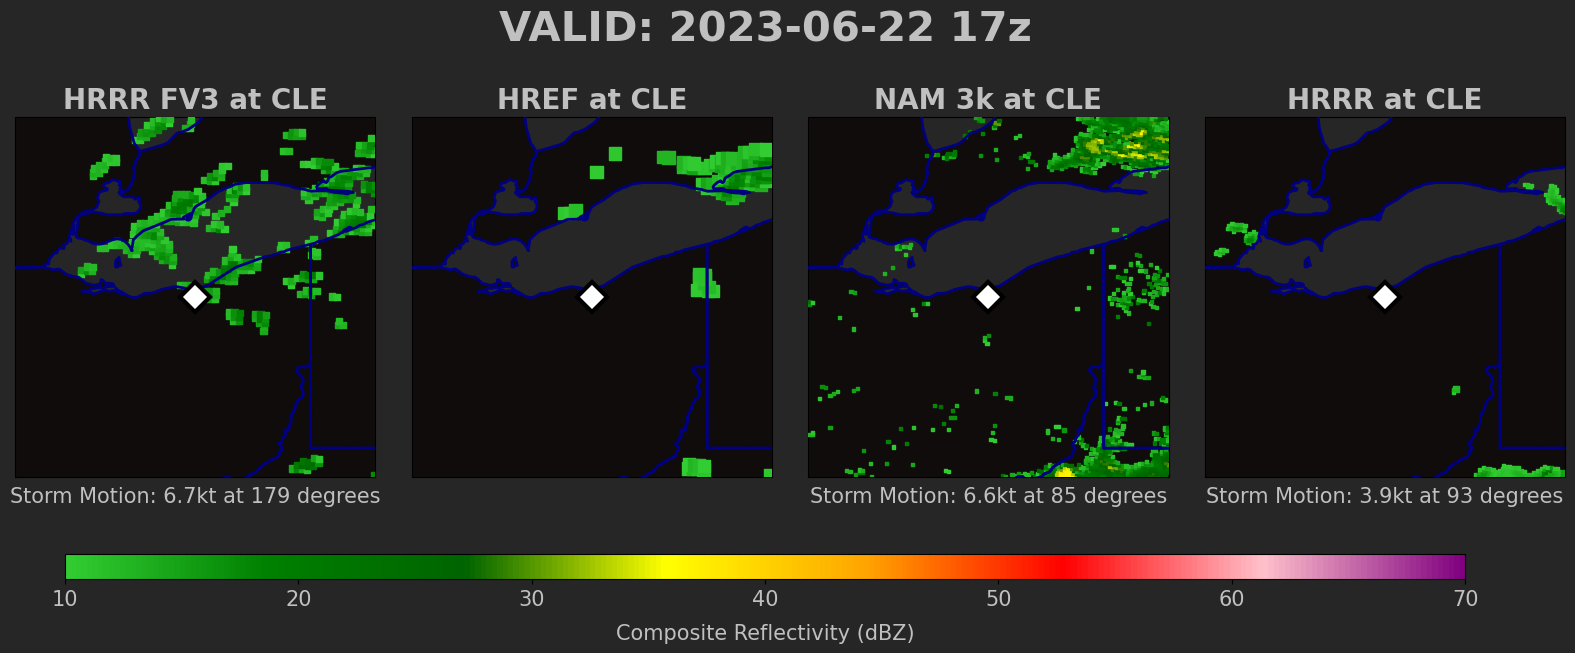 VALID: 2023-06-22 17z
HRRR FV3 at CLE
HREF at CLE
NAM 3k at CLE
HRRR at CLE
Storm Motion: 6.7kt at 179 degrees
Storm Motion: 6.6kt at 85 degrees
Storm Motion: 3.9kt at 93 degrees
10 20 30 40 50 60 70
Composite Reflectivity (dBZ)